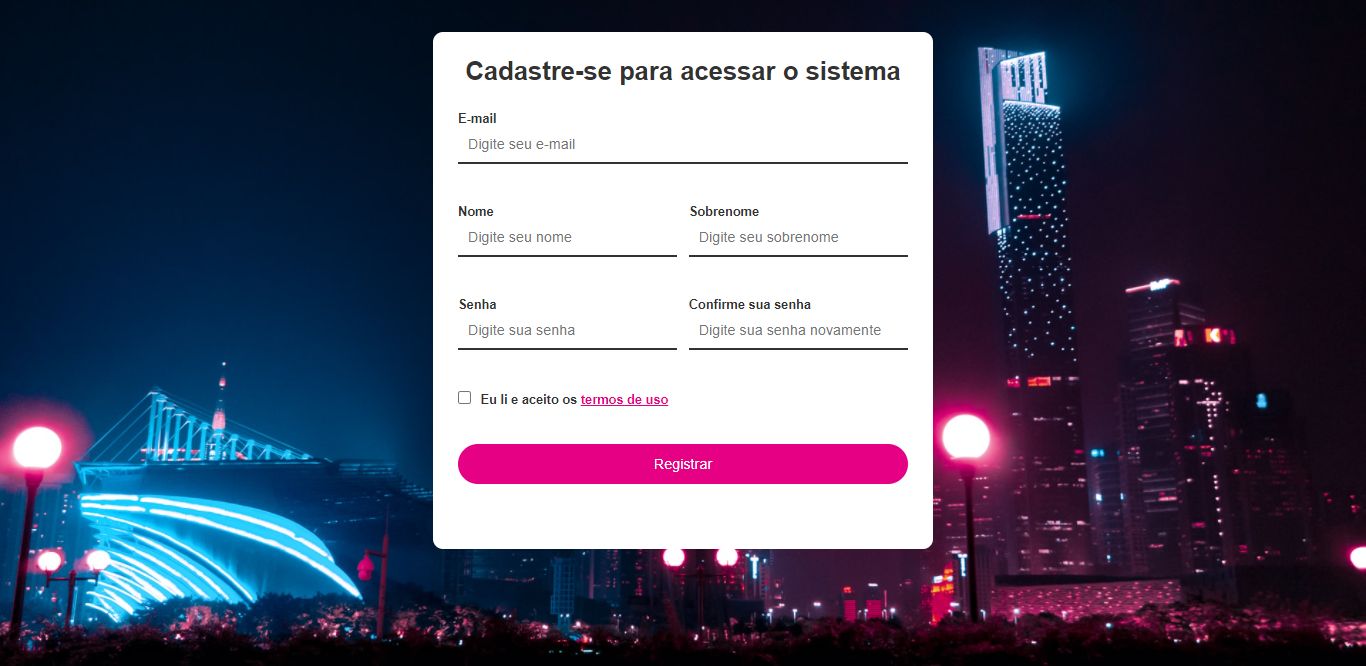 Cadastre-se para acessar o sistema
E-mail
Digite seu e-mail
Nome Sobrenome
Digite seu nome Digite seu sobrenome
Senha Confirme sua senha
Digite sua senha Digite sua senha novamente
Eu li e aceito os termos de uso
Registrar